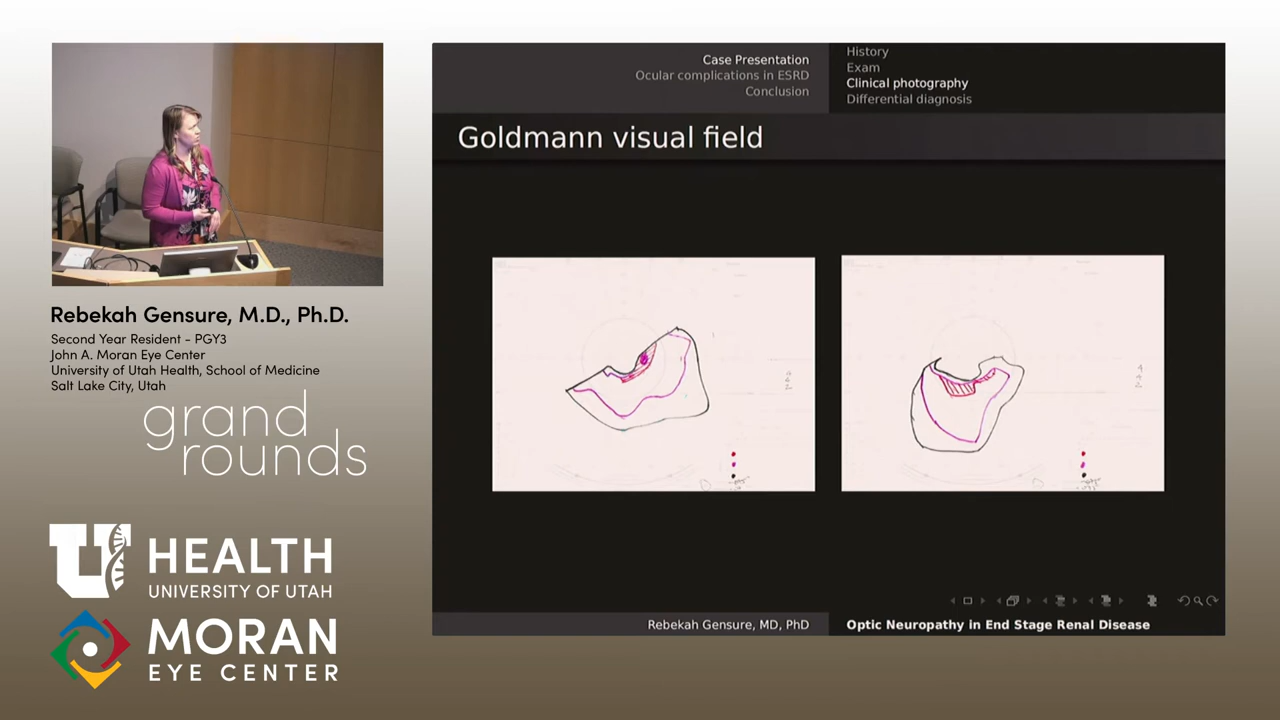 Case Presentation
Ocular complications in ESRD
Conclusion
History
Exam
Clinical photography
Differential diagnosis
Goldmann visual field
Rebekah Gensure, M.D., Ph.D.
Second Year Resident - PGY3
John A. Moran Eye Center
University of Utah Health, School of Medicine
Salt Lake City, Utah
grand
rounds
U HEALTH
UNIVERSITY OF UTAH
MORAN
EYE CENTER
Rebekah Gensure, MD, PhD
Optic Neuropathy in End Stage Renal Disease